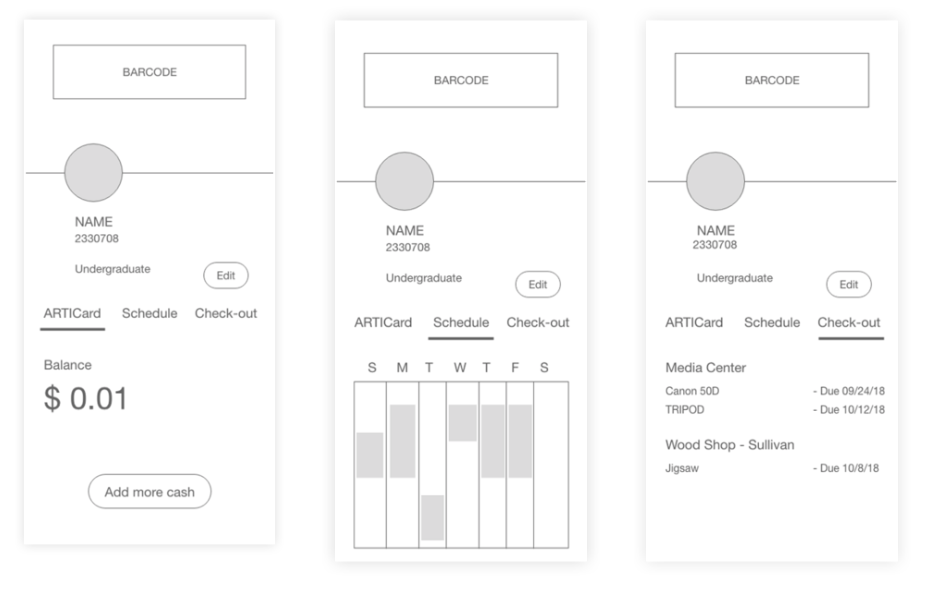 BARCODE
NAME
2330708
Undergraduate
Edit
ARTICard Schedule Check-out
Balance
$ 0.01
Add more cash
BARCODE
NAME
2330708
Undergraduate
Edit
ARTICard Schedule Check-out
S M T W T F S
BARCODE
NAME
2330708
Undergraduate
Edit
ARTICard Schedule Check-out
Media Center
Canon 50D - Due 09/24/18
TRIPOD - Due 10/12/18
Wood Shop - Sullivan
Jigsaw - Due 10/8/18